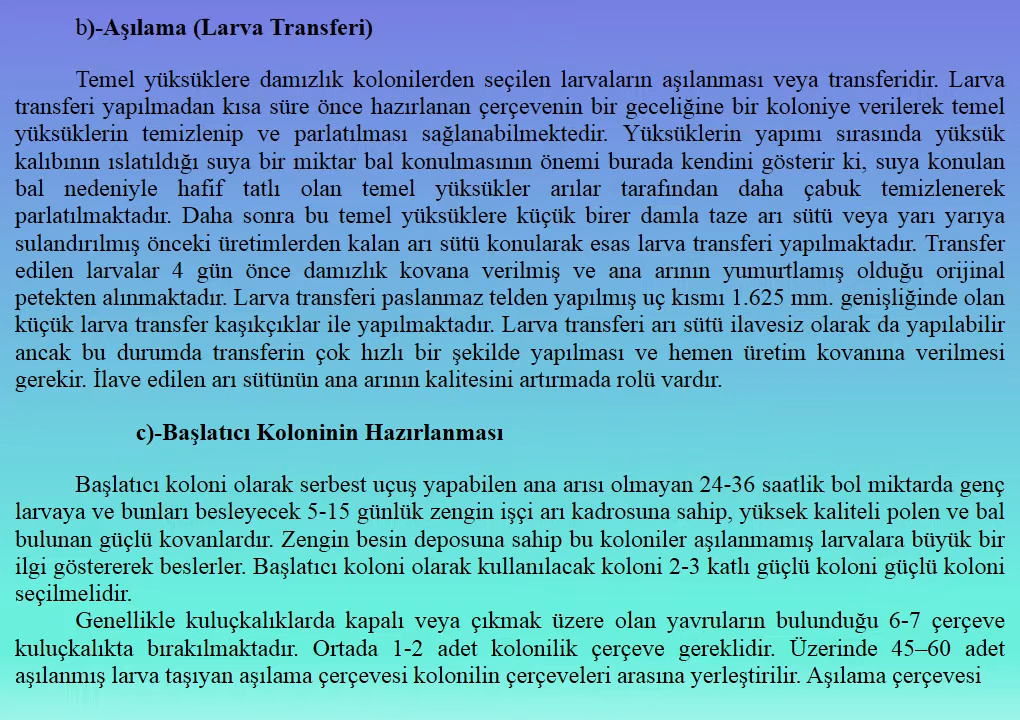 b)-Aşılama (Larva Transferi)
Temel yüksüklere damızlık kolonilerden seçilen larvaların aşılanması veya transferidir. Larva
transferi yapılmadan kısa süre önce hazırlanan çerçevenin bir geceliğine bir koloniye verilerek temel
yüksüklerin temizlenip ve parlatılması sağlanabilmektedir. Yüksüklerin yapımı sırasında yüksük
kalıbının ıslatıldığı suya bir miktar bal konulmasının önemi burada kendini gösterir ki, suya konulan
bal nedeniyle hafif tatlı olan temel yüksükler arılar tarafından daha çabuk temizlenerek
parlatılmaktadır. Daha sonra bu temel yüksüklere küçük birer damla taze arı sütü veya yarı yarıya
sulandırılmış önceki üretimlerden kalan arı sütü konularak esas larva transferi yapılmaktadır. Transfer
edilen larvalar 4 gün önce damızlık kovana verilmiş ve ana arının yumurtlamış olduğu orijinal
petekten alınmaktadır. Larva transferi paslanmaz telden yapılmış uç kısmı 1.625 mm. genişliğinde olan
küçük larva transfer kaşıkçıklar ile yapılmaktadır. Larva transferi arı sütü ilavesiz olarak da yapılabilir
ancak bu durumda transferin çok hızlı bir şekilde yapılması ve hemen üretim kovanına verilmesi
gerekir. İlave edilen arı sütünün ana arının kalitesini artırmada rolü vardır.
c)-Başlatıcı Koloninin Hazırlanması
Başlatıcı koloni olarak serbest uçuş yapabilen ana arısı olmayan 24-36 saatlik bol miktarda genç
larvaya ve bunları besleyecek 5-15 günlük zengin işçi arı kadrosuna sahip, yüksek kaliteli polen ve bal
bulunan güçlü kovanlardır. Zengin besin deposuna sahip bu koloniler aşılanmamış larvalara büyük bir
ilgi göstererek beslerler. Başlatıcı koloni olarak kullanılacak koloni 2-3 katlı güçlü koloni güçlü koloni
seçilmelidir.
Genellikle kuluçkalıklarda kapalı veya çıkmak üzere olan yavruların bulunduğu 6-7 çerçeve
kuluçkalıkta bırakılmaktadır. Ortada 1-2 adet kolonilik çerçeve gereklidir. Üzerinde 45–60 adet
aşılanmış larva taşıyan aşılama çerçevesi kolonilin çerçeveleri arasına yerleştirilir. Aşılama çerçevesi